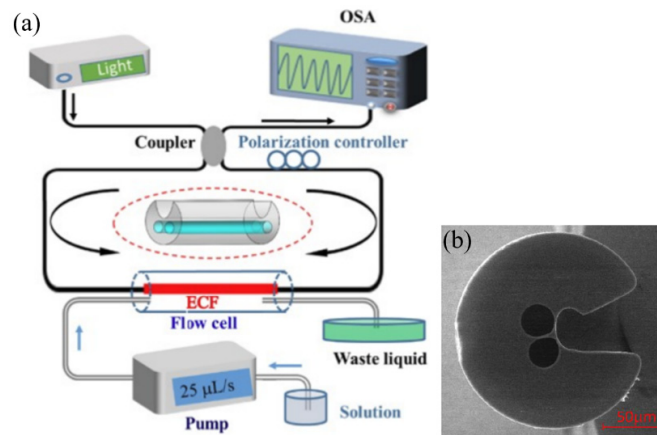 (a)
OSA
Light
Coupler
Polarization controller
ECF
Flow cell
Waste liquid
25 μL/s
Solution
Pump
(b)
50μm